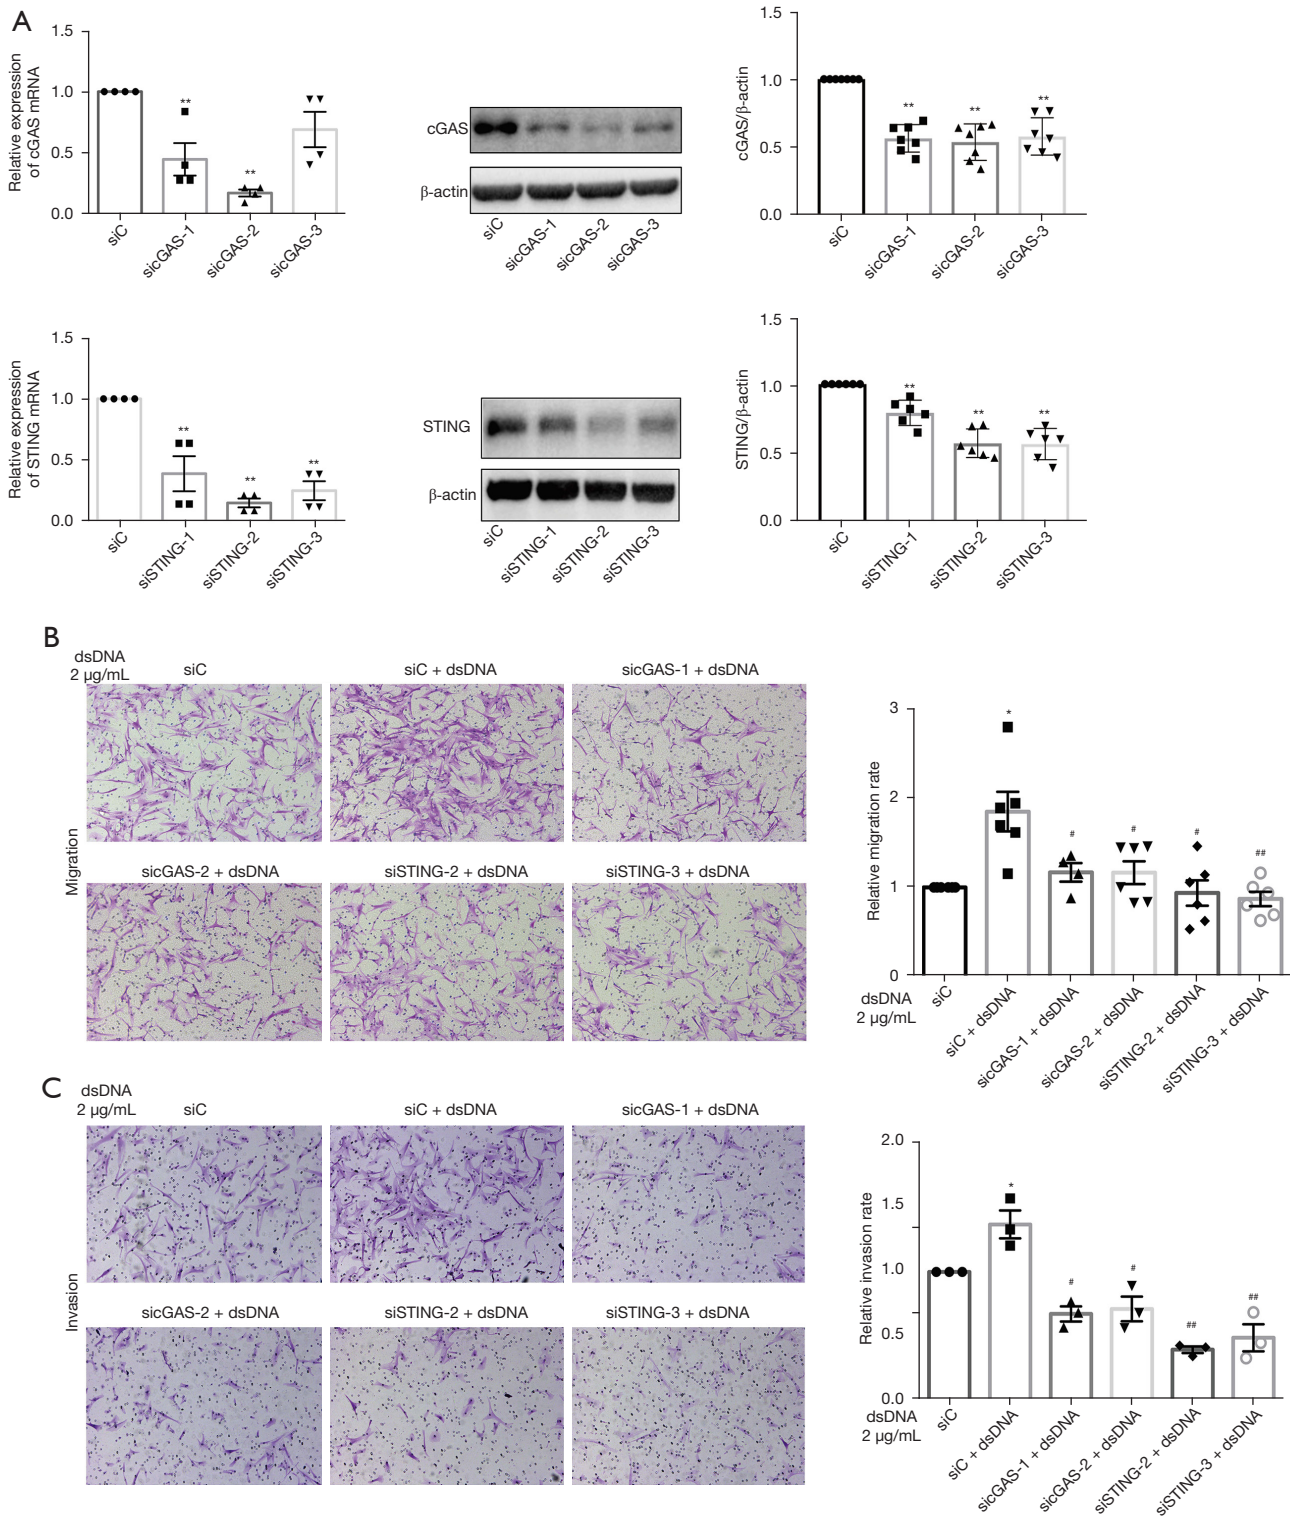 A
Relative expression
of cGAS mRNA
1.5
1.0
0.5
0.0
**
**
siC
sicGAS-1
sicGAS-2
sicGAS-3
cGAS
β-actin
siC
sicGAS-1
sicGAS-2
sicGAS-3
cGAS/β-actin
1.5
1.0
0.5
0.0
**
**
**
siC
sicGAS-1
sicGAS-2
sicGAS-3
Relative expression
of STING mRNA
1.5
1.0
0.5
0.0
**
**
**
siC
siSTING-1
siSTING-2
siSTING-3
STING
β-actin
siC
siSTING-1
siSTING-2
siSTING-3
STING/β-actin
1.5
1.0
0.5
0.0
**
**
**
siC
siSTING-1
siSTING-2
siSTING-3
B
dsDNA
2 μg/mL
siC
siC + dsDNA
sicGAS-1 + dsDNA
Migration
sicGAS-2 + dsDNA
siSTING-2 + dsDNA
siSTING-3 + dsDNA
Relative migration rate
3
2
1
0
*
#
#
#
##
dsDNA
2 μg/mL
siC
siC + dsDNA
sicGAS-1 + dsDNA
sicGAS-2 + dsDNA
siSTING-2 + dsDNA
siSTING-3 + dsDNA
C
dsDNA
2 μg/mL
siC
siC + dsDNA
sicGAS-1 + dsDNA
Invasion
sicGAS-2 + dsDNA
siSTING-2 + dsDNA
siSTING-3 + dsDNA
Relative invasion rate
2.0
1.5
1.0
0.5
0.0
*
#
#
##
##
dsDNA
2 μg/mL
siC
siC + dsDNA
sicGAS-1 + dsDNA
sicGAS-2 + dsDNA
siSTING-2 + dsDNA
siSTING-3 + dsDNA